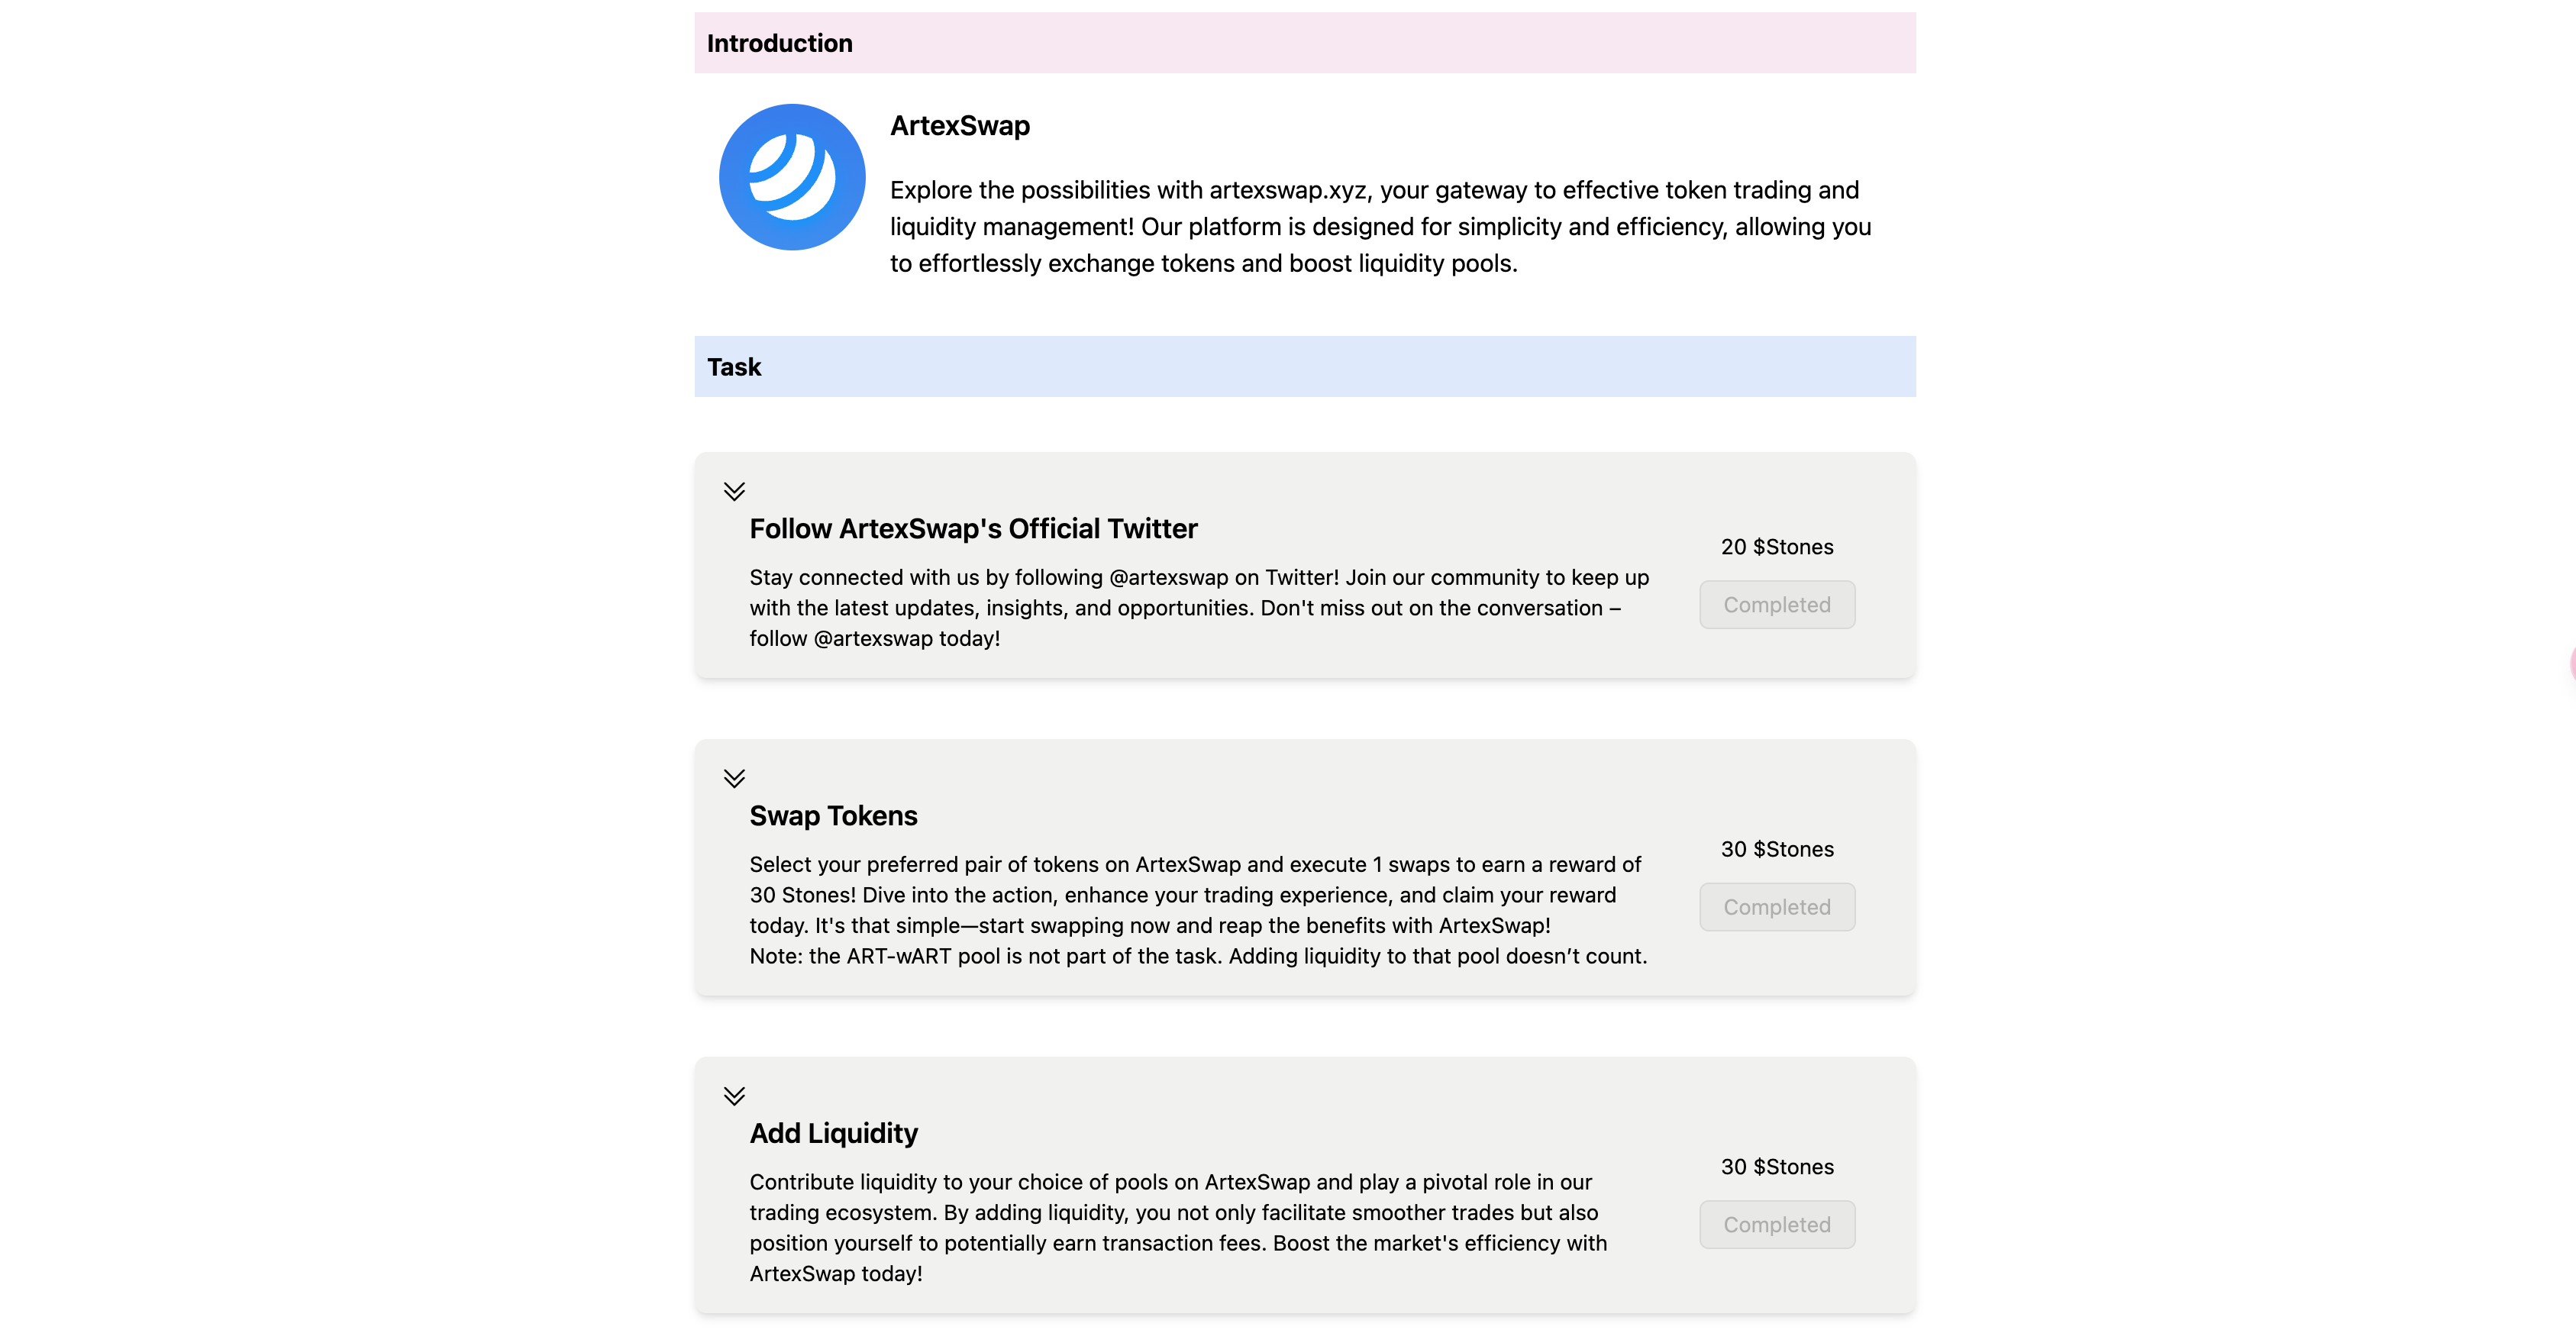 Introduction
ArtexSwap
Explore the possibilities with artexswap.xyz, your gateway to effective token trading and
liquidity management! Our platform is designed for simplicity and efficiency, allowing you
to effortlessly exchange tokens and boost liquidity pools.
Task
Follow ArtexSwap's Official Twitter
Stay connected with us by following @artexswap on Twitter! Join our community to keep up
with the latest updates, insights, and opportunities. Don't miss out on the conversation –
follow @artexswap today!
20 $Stones
Completed
Swap Tokens
Select your preferred pair of tokens on ArtexSwap and execute 1 swaps to earn a reward of
30 Stones! Dive into the action, enhance your trading experience, and claim your reward
today. It's that simple—start swapping now and reap the benefits with ArtexSwap!
Note: the ART-wART pool is not part of the task. Adding liquidity to that pool doesn’t count.
30 $Stones
Completed
Add Liquidity
Contribute liquidity to your choice of pools on ArtexSwap and play a pivotal role in our
trading ecosystem. By adding liquidity, you not only facilitate smoother trades but also
position yourself to potentially earn transaction fees. Boost the market's efficiency with
ArtexSwap today!
30 $Stones
Completed